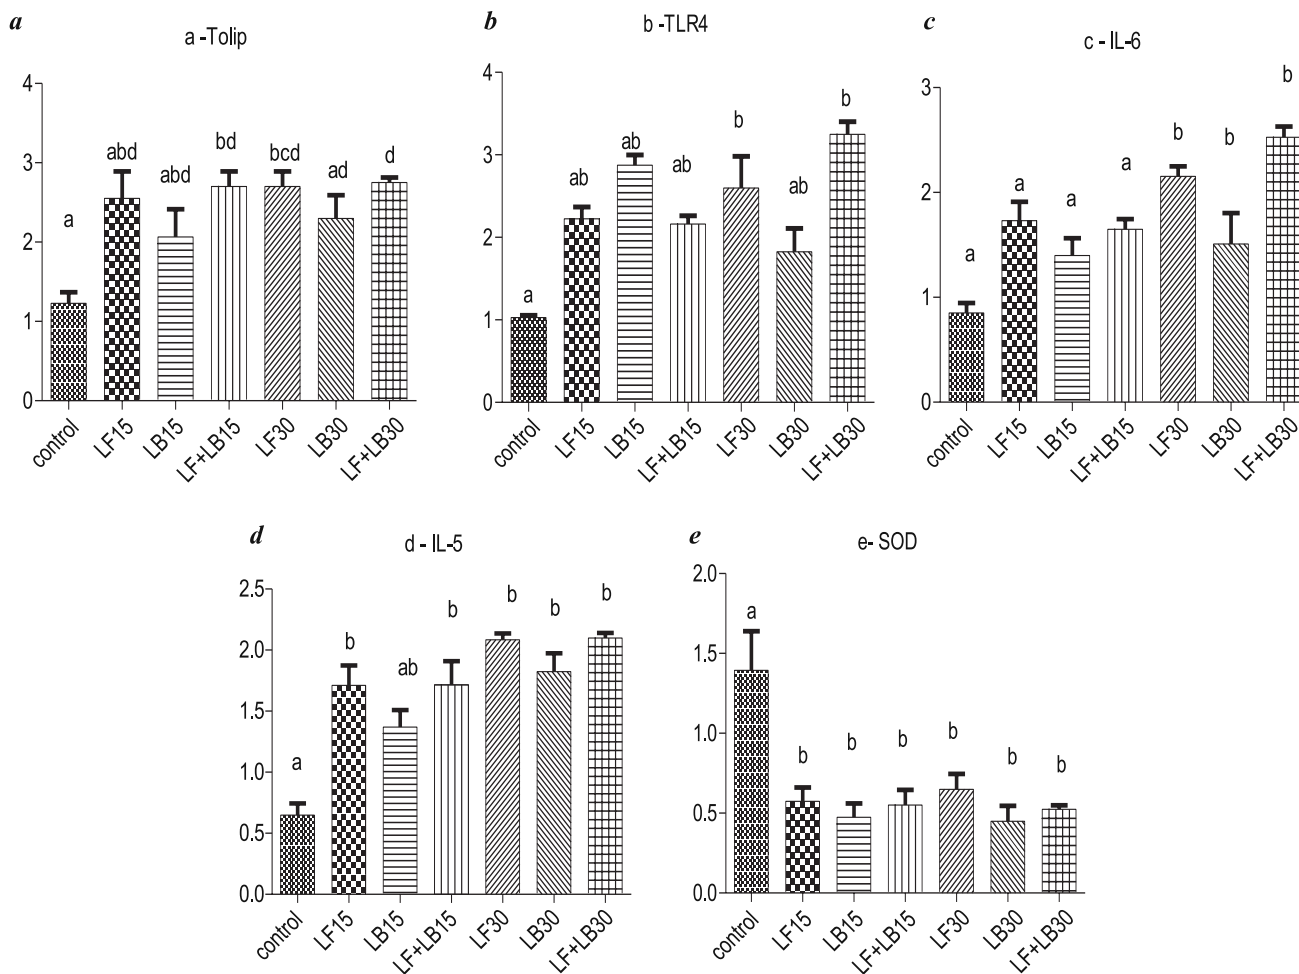 a
a -Tolip
4
3
2
1
0
a
abd
abd
bd
bcd
ad
d
control
LF15
LB15
LF+LB15
LF30
LB30
LF+LB30
b
b -TLR4
4
3
2
1
0
a
ab
ab
ab
b
ab
b
control
LF15
LB15
LF+LB15
LF30
LB30
LF+LB30
c
c - IL-6
3
2
1
0
a
a
a
a
b
b
b
control
LF15
LB15
LF+LB15
LF30
LB30
LF+LB30
d
d - IL-5
2.5
2.0
1.5
1.0
0.5
0.0
a
b
ab
b
b
b
b
control
LF15
LB15
LF+LB15
LF30
LB30
LF+LB30
e
e- SOD
2.0
1.5
1.0
0.5
0.0
a
b
b
b
b
b
b
control
LF15
LB15
LF+LB15
LF30
LB30
LF+LB30